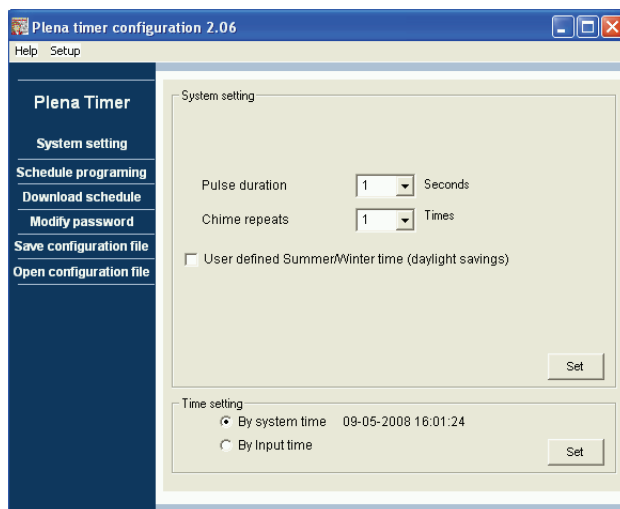 Plena timer configuration 2.06
Help Setup
Plena Timer
System setting
Schedule programing
Download schedule
Modify password
Save configuration file
Open configuration file
System setting
Pulse duration 1 Seconds
Chime repeats 1 Times
User defined Summer/Winter time (daylight savings)
Set
Time setting
By system time 09-05-2008 16:01:24
By Input time
Set